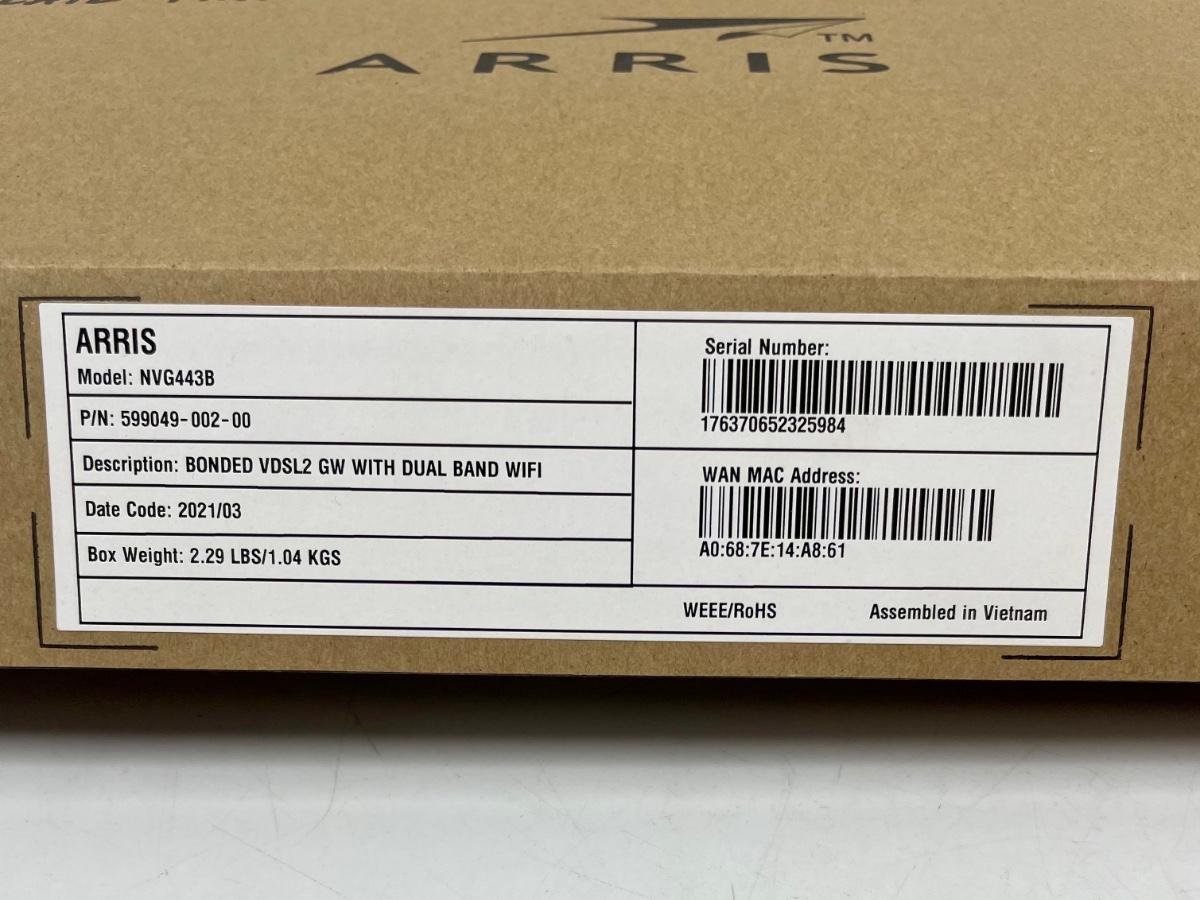 ARRIS
TM
ARRIS
Model: NVG443B
P/N: 599049-002-00
Description: BONDED VDSL2 GW WITH DUAL BAND WIFI
Date Code: 2021/03
Box Weight: 2.29 LBS/1.04 KGS
Serial Number:
176370652325984
WAN MAC Address:
A0:68:7E:14:A8:61
WEEE/RoHS
Assembled in Vietnam